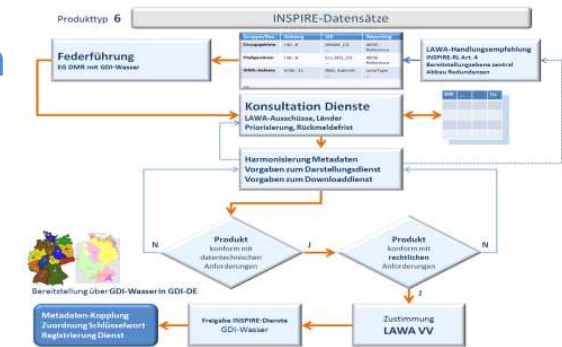 Produkttyp 6
INSPIRE-Datensätze
Federführung
EG DMR mit GDI-Wasser
LAWA-Handlungsempfehlung
INSPIRE-RL Art. 4
Bereitstellungsebene zentral
Abbau Redundanzen
Konsultation Dienste
LAWA-Ausschüsse, Länder
Priorisierung, Rückmeldefrist
Harmonisierung Metadaten
Vorgaben zum Darstellungsdienst
Vorgaben zum Downloaddienst
N
Produkt
konform mit
datentechnischen
Anforderungen
J
Produkt
konform mit
rechtlichen
Anforderungen
N
J
Bereitstellung über GDI-Wasser in GDI-DE
Metadaten-Kopplung
Zuordnung Schlüsselwort
Registrierung Dienst
Freigabe INSPIRE-Dienste
GDI-Wasser
Zustimmung
LAWA VV